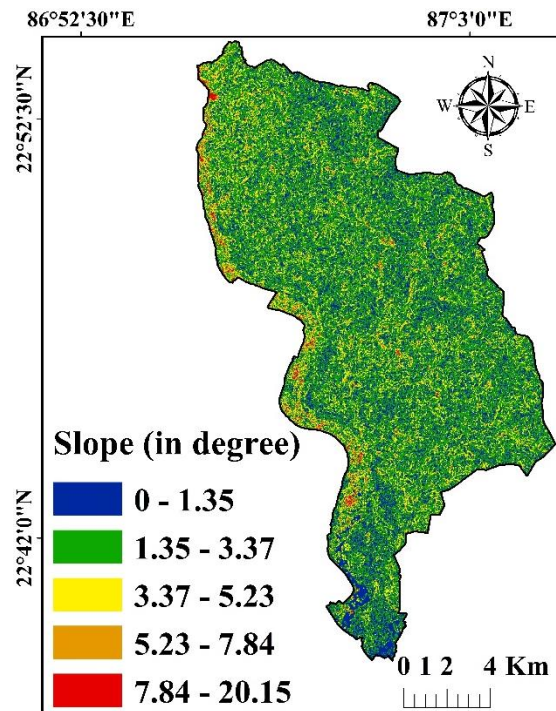 86°52'30"E
87°3'0"E
22°52'30"N
22°42'0"N
N
W
E
S
Slope (in degree)
0 - 1.35
1.35 - 3.37
3.37 - 5.23
5.23 - 7.84
7.84 - 20.15
0 1 2 4 Km